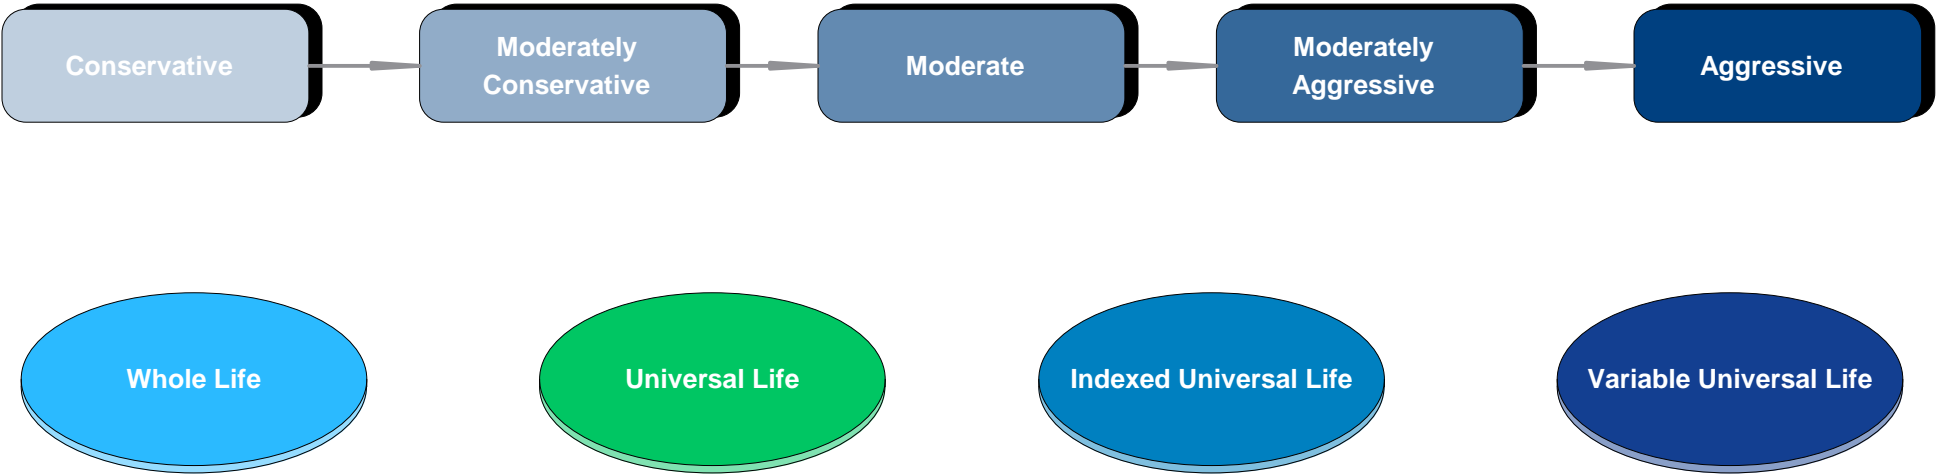 Conservative
Moderately
Conservative
Moderate
Moderately
Aggressive
Aggressive
Whole Life
Universal Life
Indexed Universal Life
Variable Universal Life